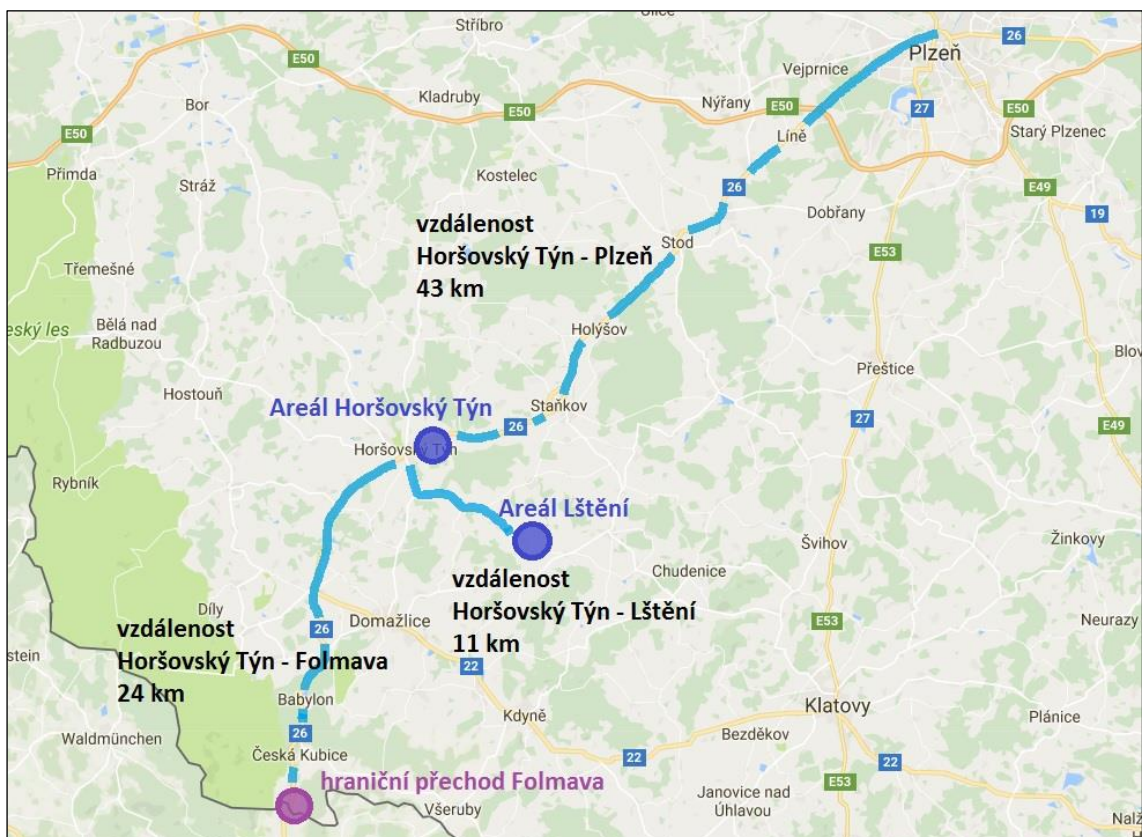 Stříbro
Úlice
26
Plzeň
E50
Vejprnice
Bor
Kladruby
Nýřany
E50
27
E50
E50
E50
Líně
Starý Plzenec
Přimda
Stráž
Kostelec
26
E49
Dobřany
19
vzdálenost
Horšovský Týn - Plzeň
43 km
Stod
E53
Třemešné
Bělá nad
Radbuzou
Holýšov
Český les
Blov
Přeštice
Hostouň
Areál Horšovský Týn
Staňkov
27
26
E49
Horšovský Týn
Rybník
Areál Lštění
Švihov
Žinkovy
vzdálenost
Horšovský Týn - Lštění
11 km
Chudenice
Díly
Domažlice
26
E53
Neurazy
vzdálenost
Horšovský Týn - Folmava
24 km
22
Babylon
Kdyně
Klatovy
Plánice
26
Waldmünchen
Bezděkov
Česká Kubice
22
22
hraniční přechod Folmava
E53
Všeruby
Janovice nad
Úhlavou
Nalž